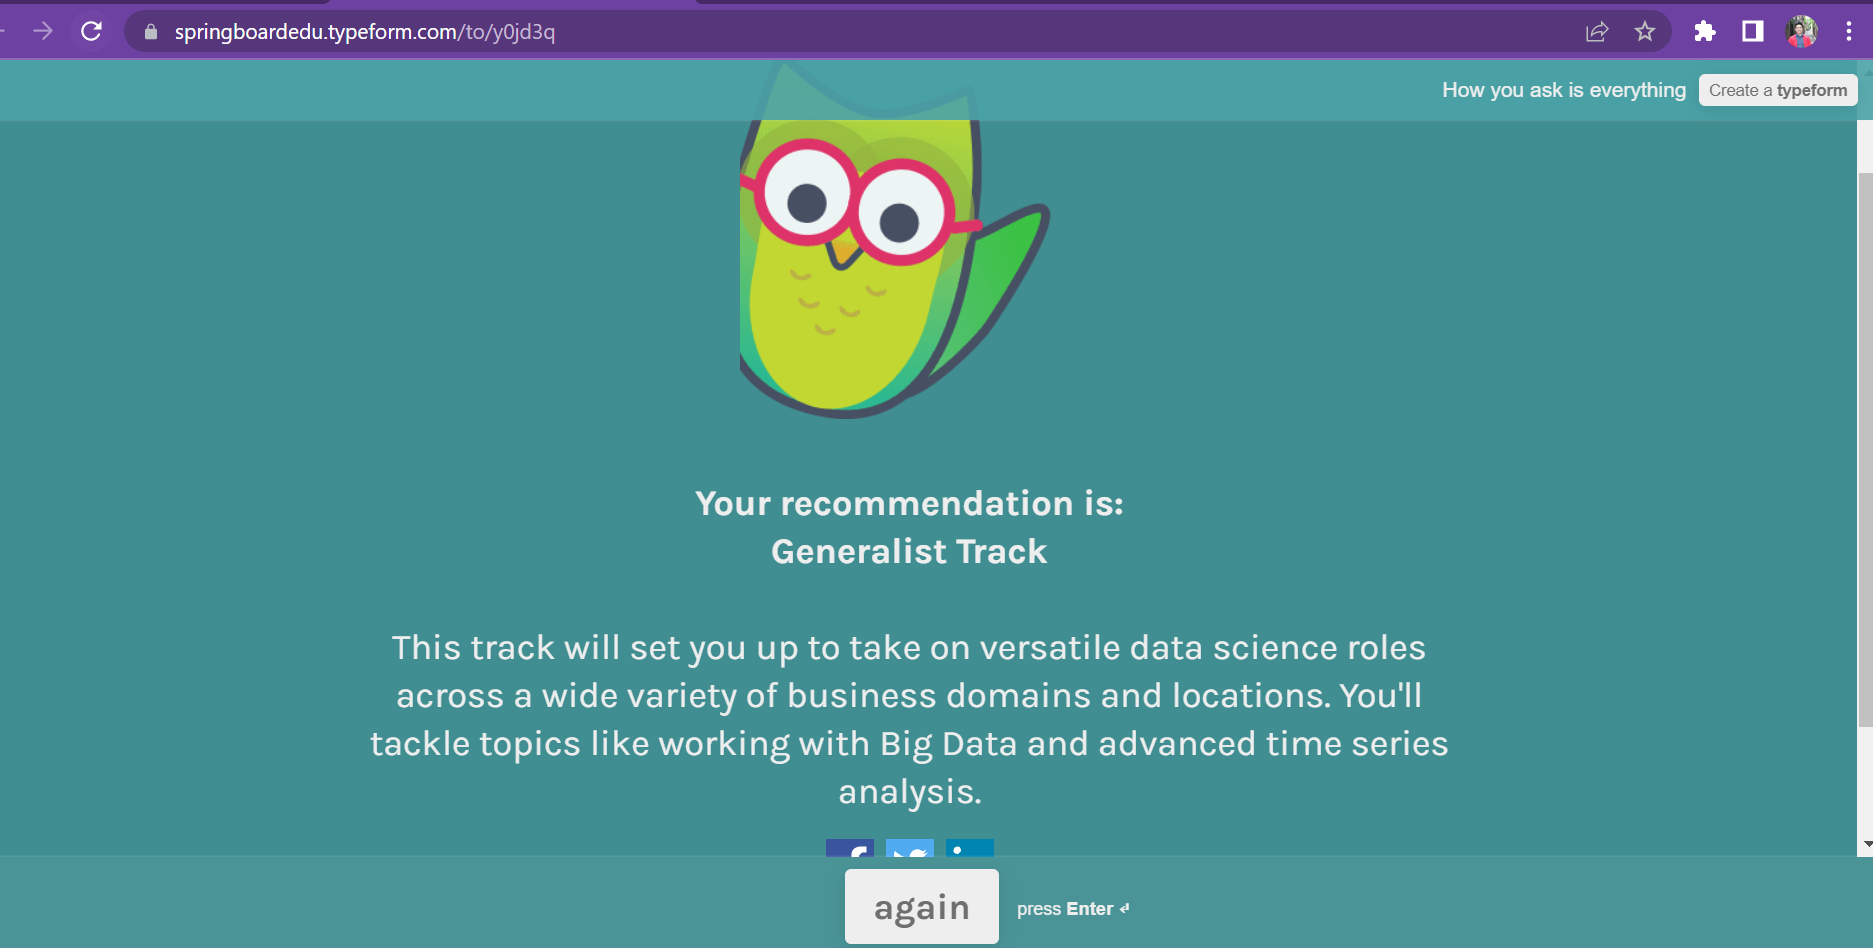 springboardedu.typeform.com/to/y0jd3q
How you ask is everything
Create a typeform
Your recommendation is:
Generalist Track
This track will set you up to take on versatile data science roles
across a wide variety of business domains and locations. You'll
tackle topics like working with Big Data and advanced time series
analysis.
again
press Enter ↵